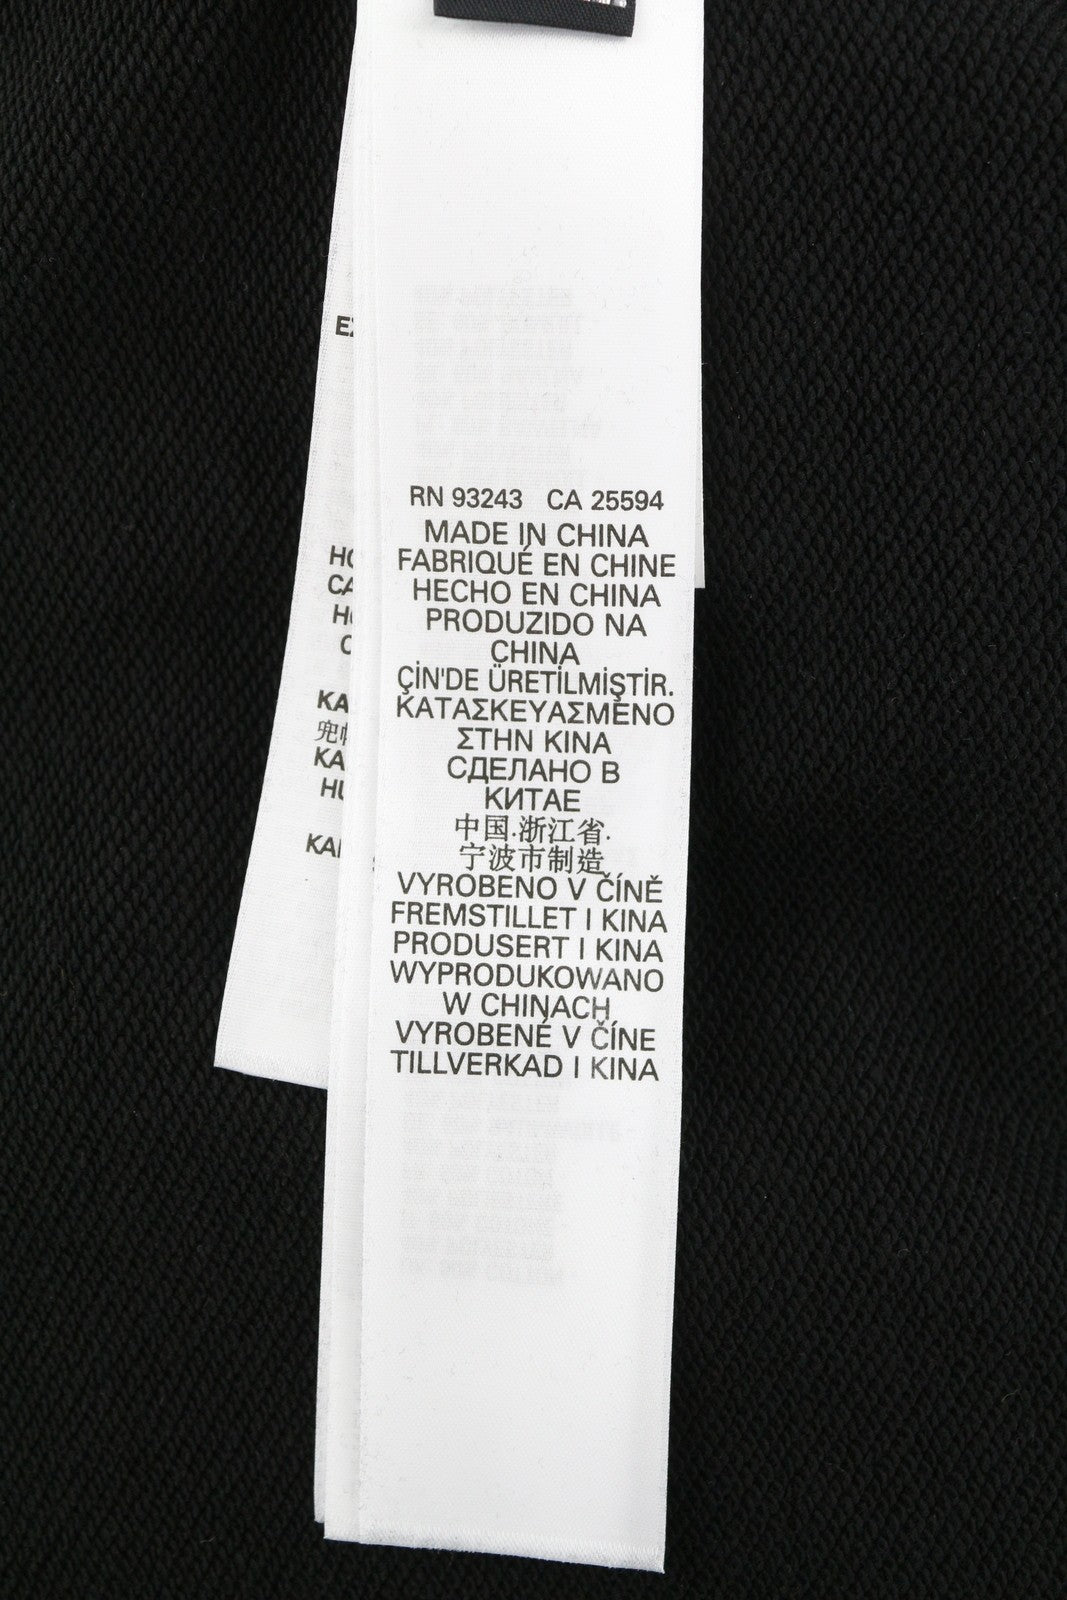 RN 93243 CA 25594
MADE IN CHINA
FABRIQUÉ EN CHINE
HECHO EN CHINA
PRODUZIDO NA
CHINA
ÇİN'DE ÜRETİLMİŞTİR.
ΚΑΤΑΣΚΕΥΑΣΜΕΝΟ
ΣΤΗΝ ΚΙΝΑ
СДЕЛАНО В
КИТАЕ
中国.浙江省.
宁波市制造
VYROBENO V ČÍNĚ
FREMSTILLET I KINA
PRODUSERT I KINA
WYPRODUKOWANO
W CHINACH
VYROBENÉ V ČÍNE
TILLVERKAD I KINA